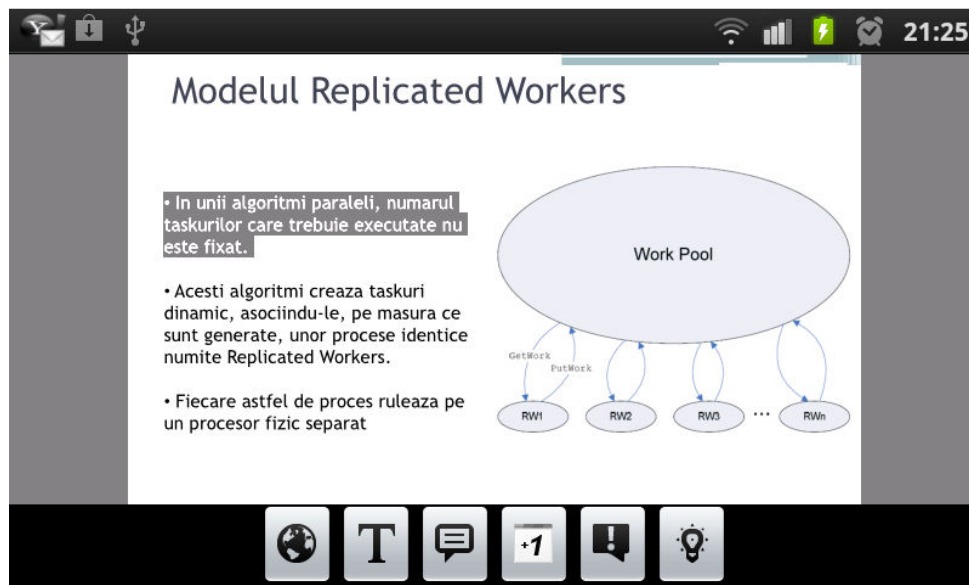 21:25
Modelul Replicated Workers
• In unii algoritmi paraleli, numarul
taskurilor care trebuie executate nu
este fixat.
• Acesti algoritmi creaza taskuri
dinamic, asociindu-le, pe masura ce
sunt generate, unor procese identice
numite Replicated Workers.
• Fiecare astfel de proces ruleaza pe
un procesor fizic separat
Work Pool
GetWork
PutWork
RW1 RW2 RW3 ... RWn
T +1